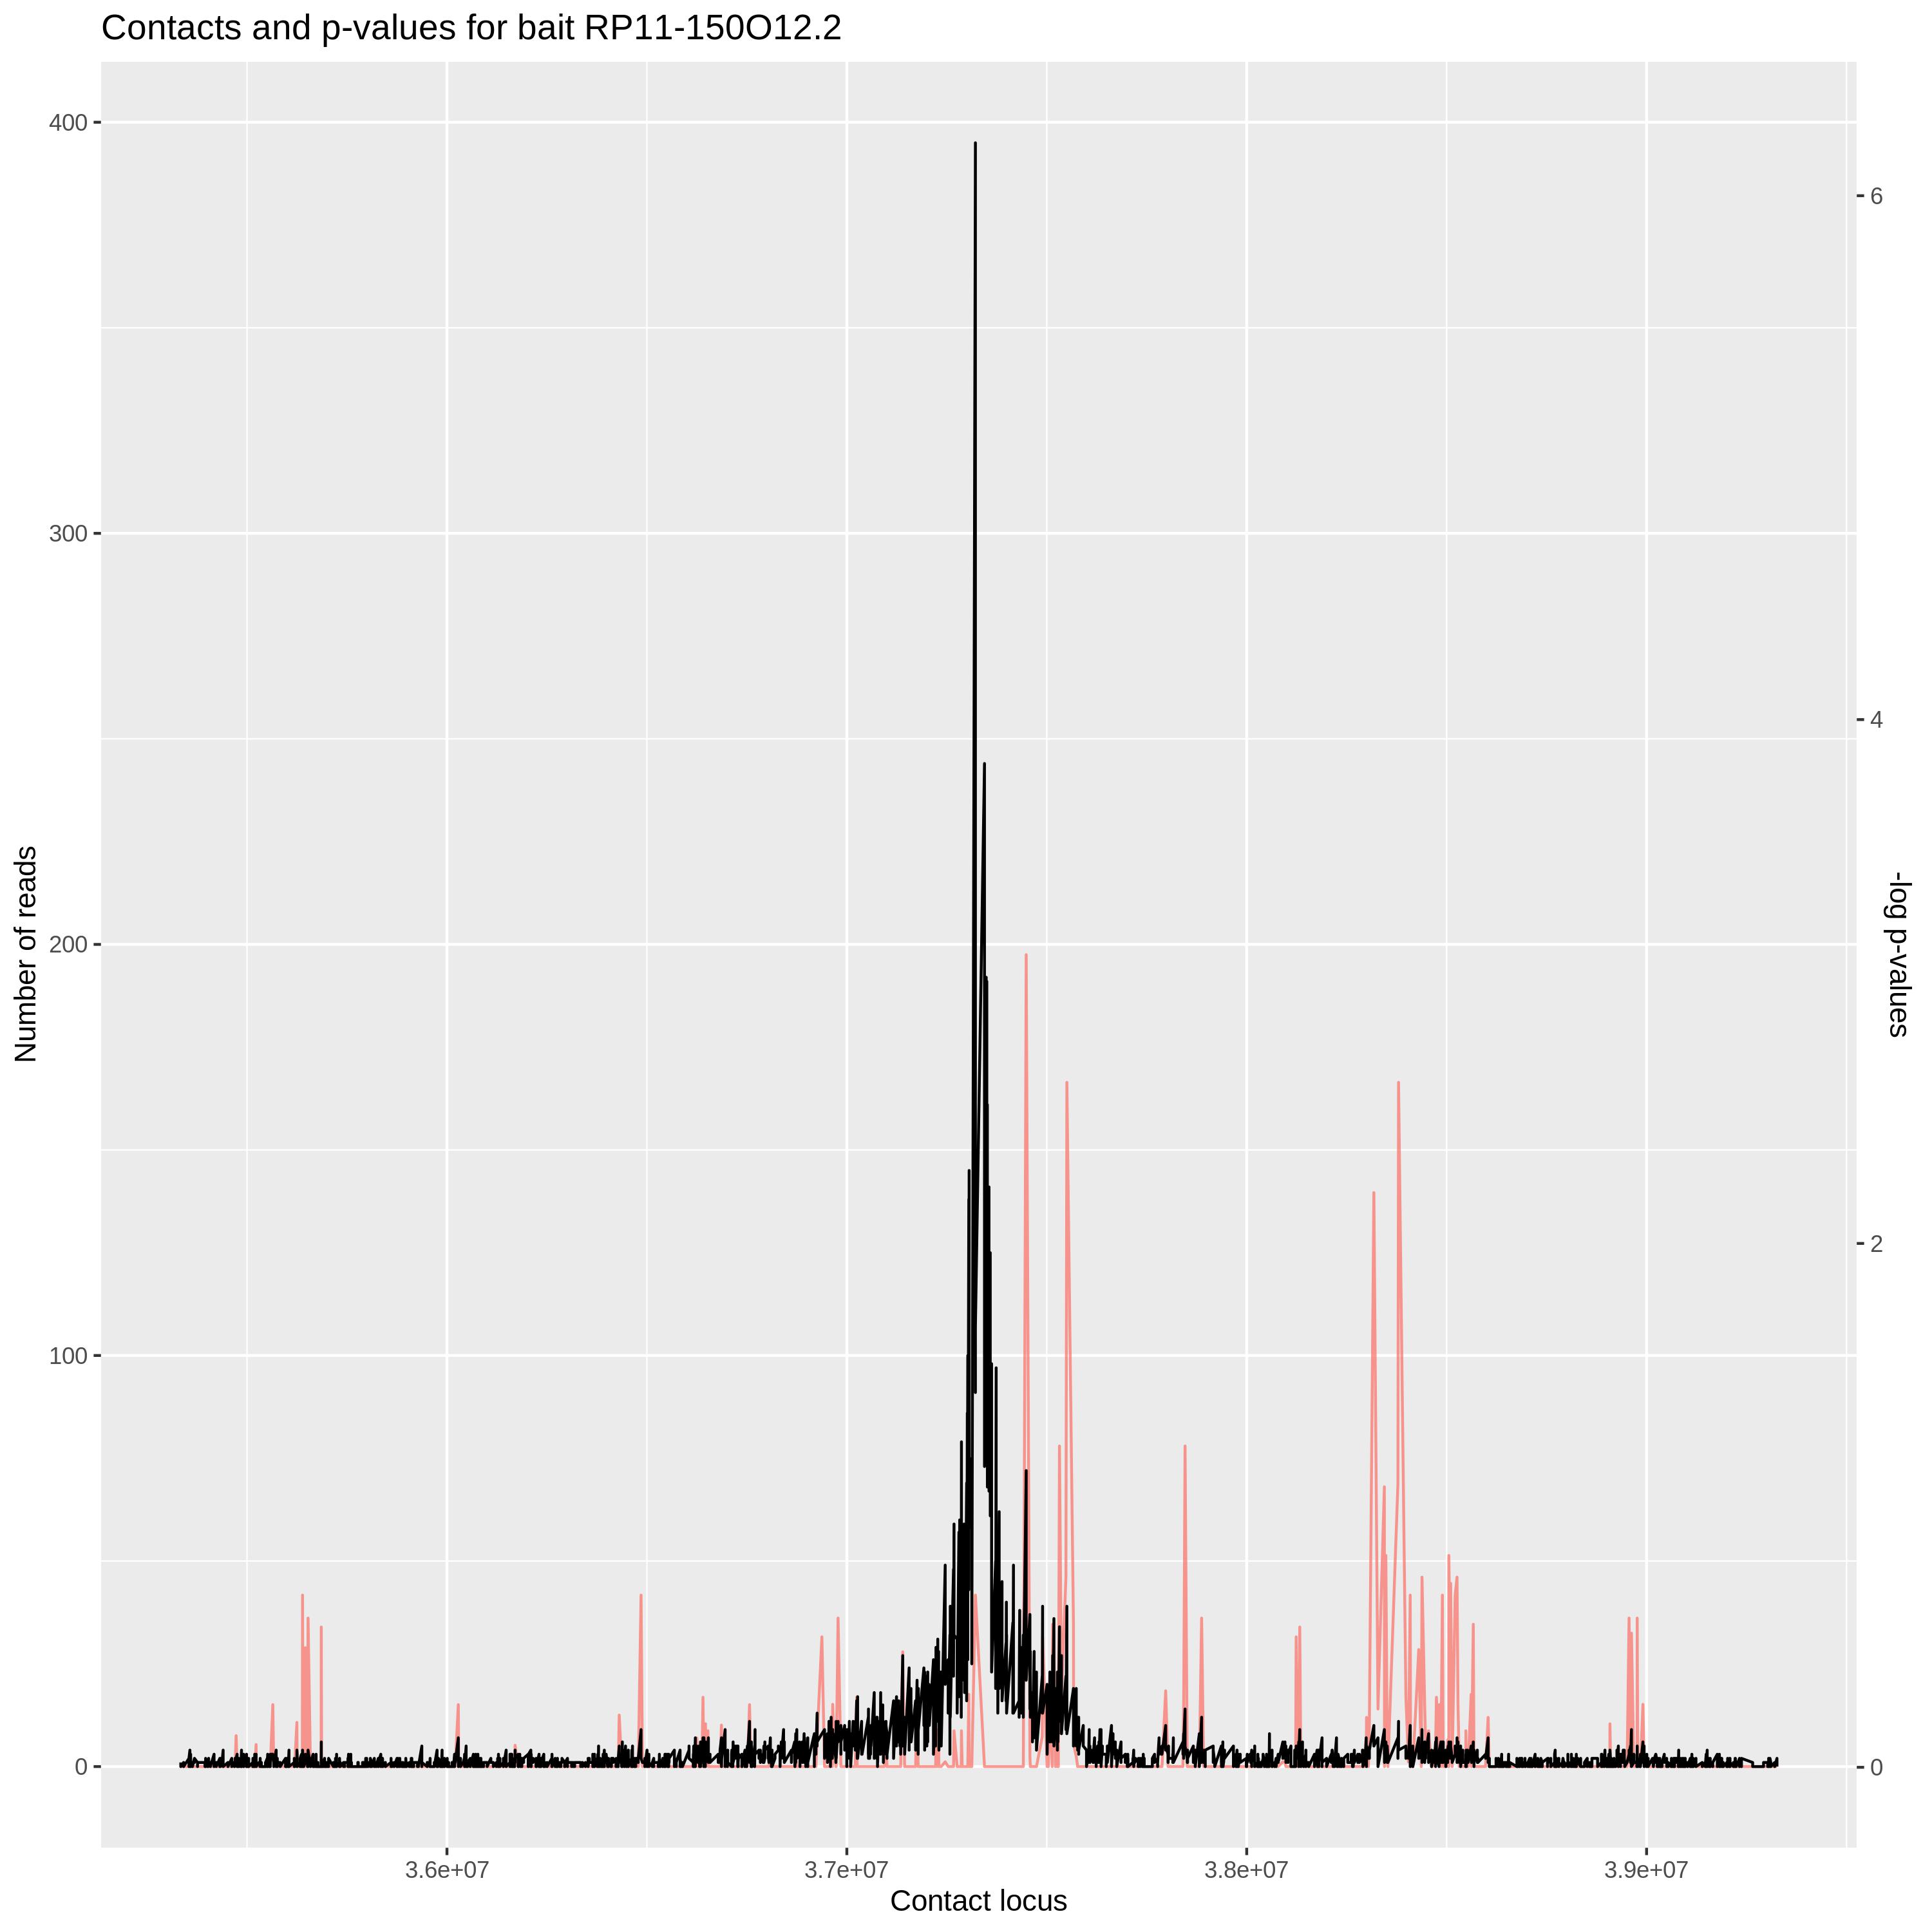 Contacts and p-values for bait RP11-150O12.2
400
300
200
100
0
6
4
2
0
Number of reads
-log p-values
3.6e+07
3.7e+07
3.8e+07
3.9e+07
Contact locus